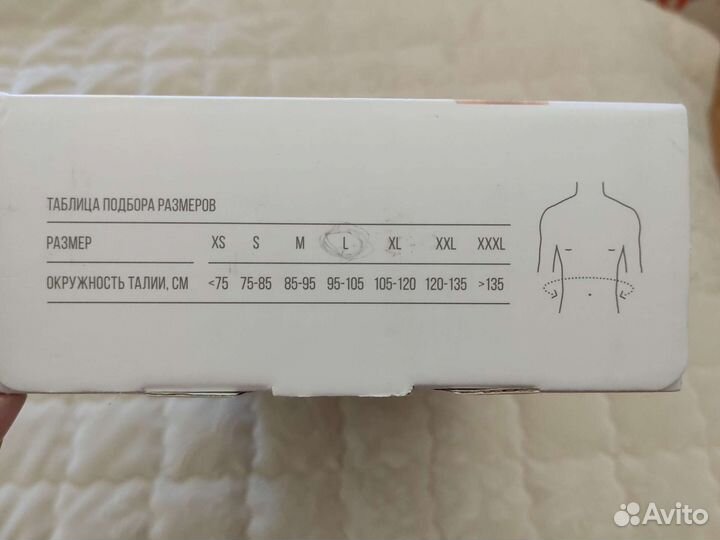 ТАБЛИЦА ПОДБОРА РАЗМЕРОВ
РАЗМЕР XS S M L XL XXL XXXL
ОКРУЖНОСТЬ ТАЛИИ, СМ <75 75-85 85-95 95-105 105-120 120-135 >135
Avito